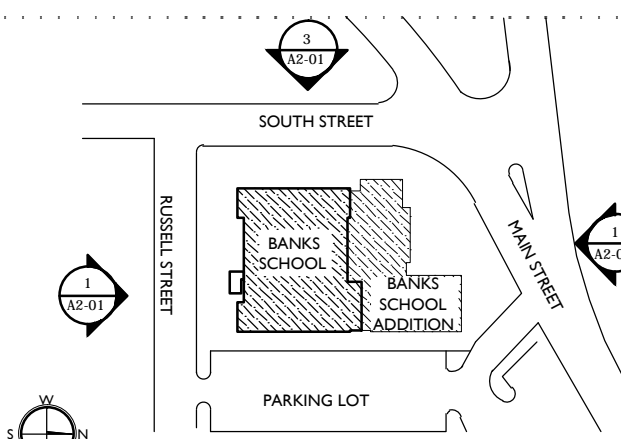 3
A2-01
SOUTH STREET
RUSSELL STREET
MAIN STREET
BANKS
SCHOOL
1
A2-01
1
BANKS
SCHOOL
ADDITION
PARKING LOT
W
S
N